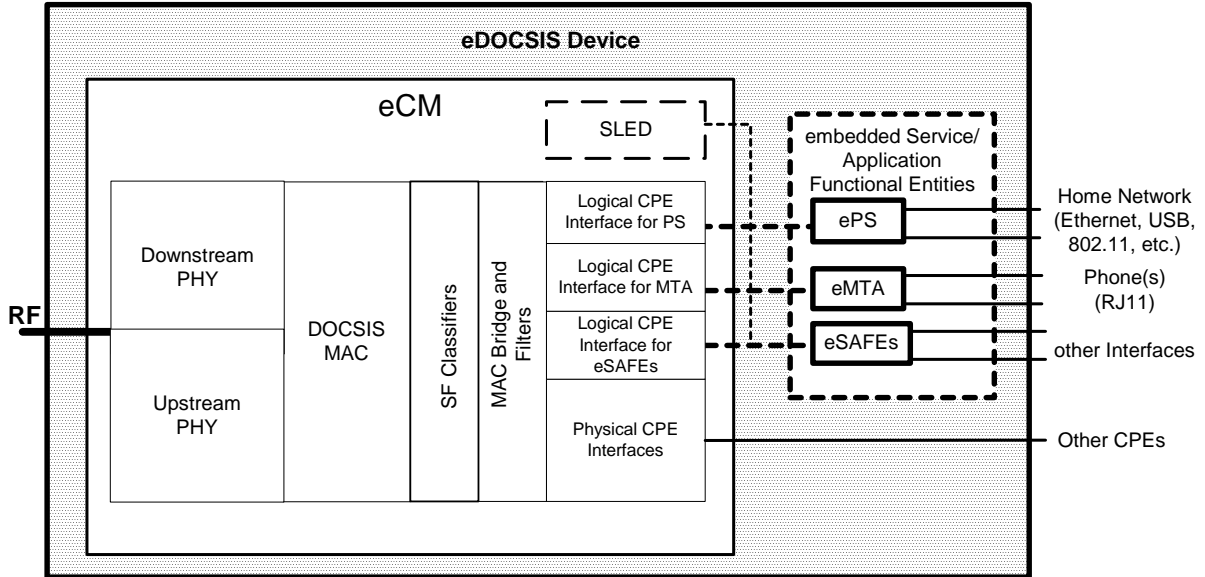 eDOCSIS Device
eCM
SLED
embedded Service/
Application
Functional Entities
RF
Downstream
PHY
Upstream
PHY
DOCSIS
MAC
SF Classifiers
MAC Bridge and
Filters
Logical CPE
Interface for PS
Logical CPE
Interface for MTA
Logical CPE
Interface for
eSAFEs
Physical CPE
Interfaces
ePS
eMTA
eSAFEs
Home Network
(Ethernet, USB,
802.11, etc.)
Phone(s)
(RJ11)
other Interfaces
Other CPEs